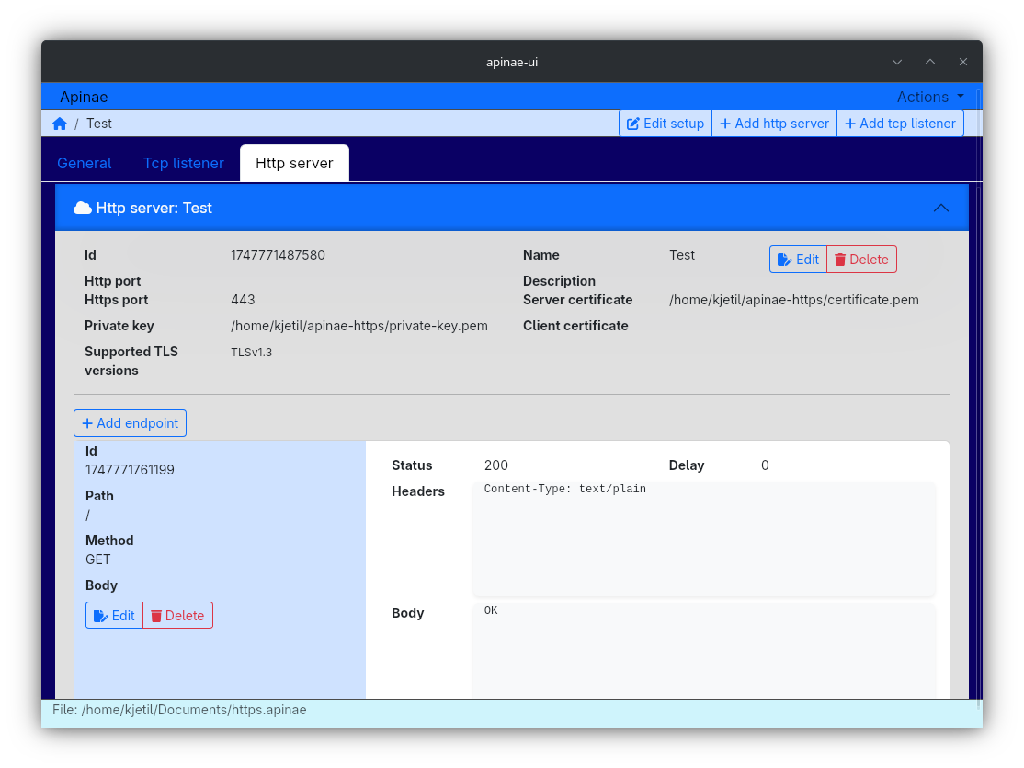 apinae-ui
Apinae
Actions
/ Test
Edit setup
+ Add http server
+ Add tcp listener
General
Tcp listener
Http server
Http server: Test
Id
1747771487580
Name
Test
Edit
Delete
Http port
Description
Https port
443
Server certificate
/home/kjetil/apinae-https/certificate.pem
Private key
/home/kjetil/apinae-https/private-key.pem
Client certificate
Supported TLS
versions
TLSv1.3
+ Add endpoint
Id
1747771761199
Path
/
Method
GET
Body
Edit
Delete
Status
200
Delay
0
Headers
Content-Type: text/plain
Body
OK
File: /home/kjetil/Documents/https.apinae